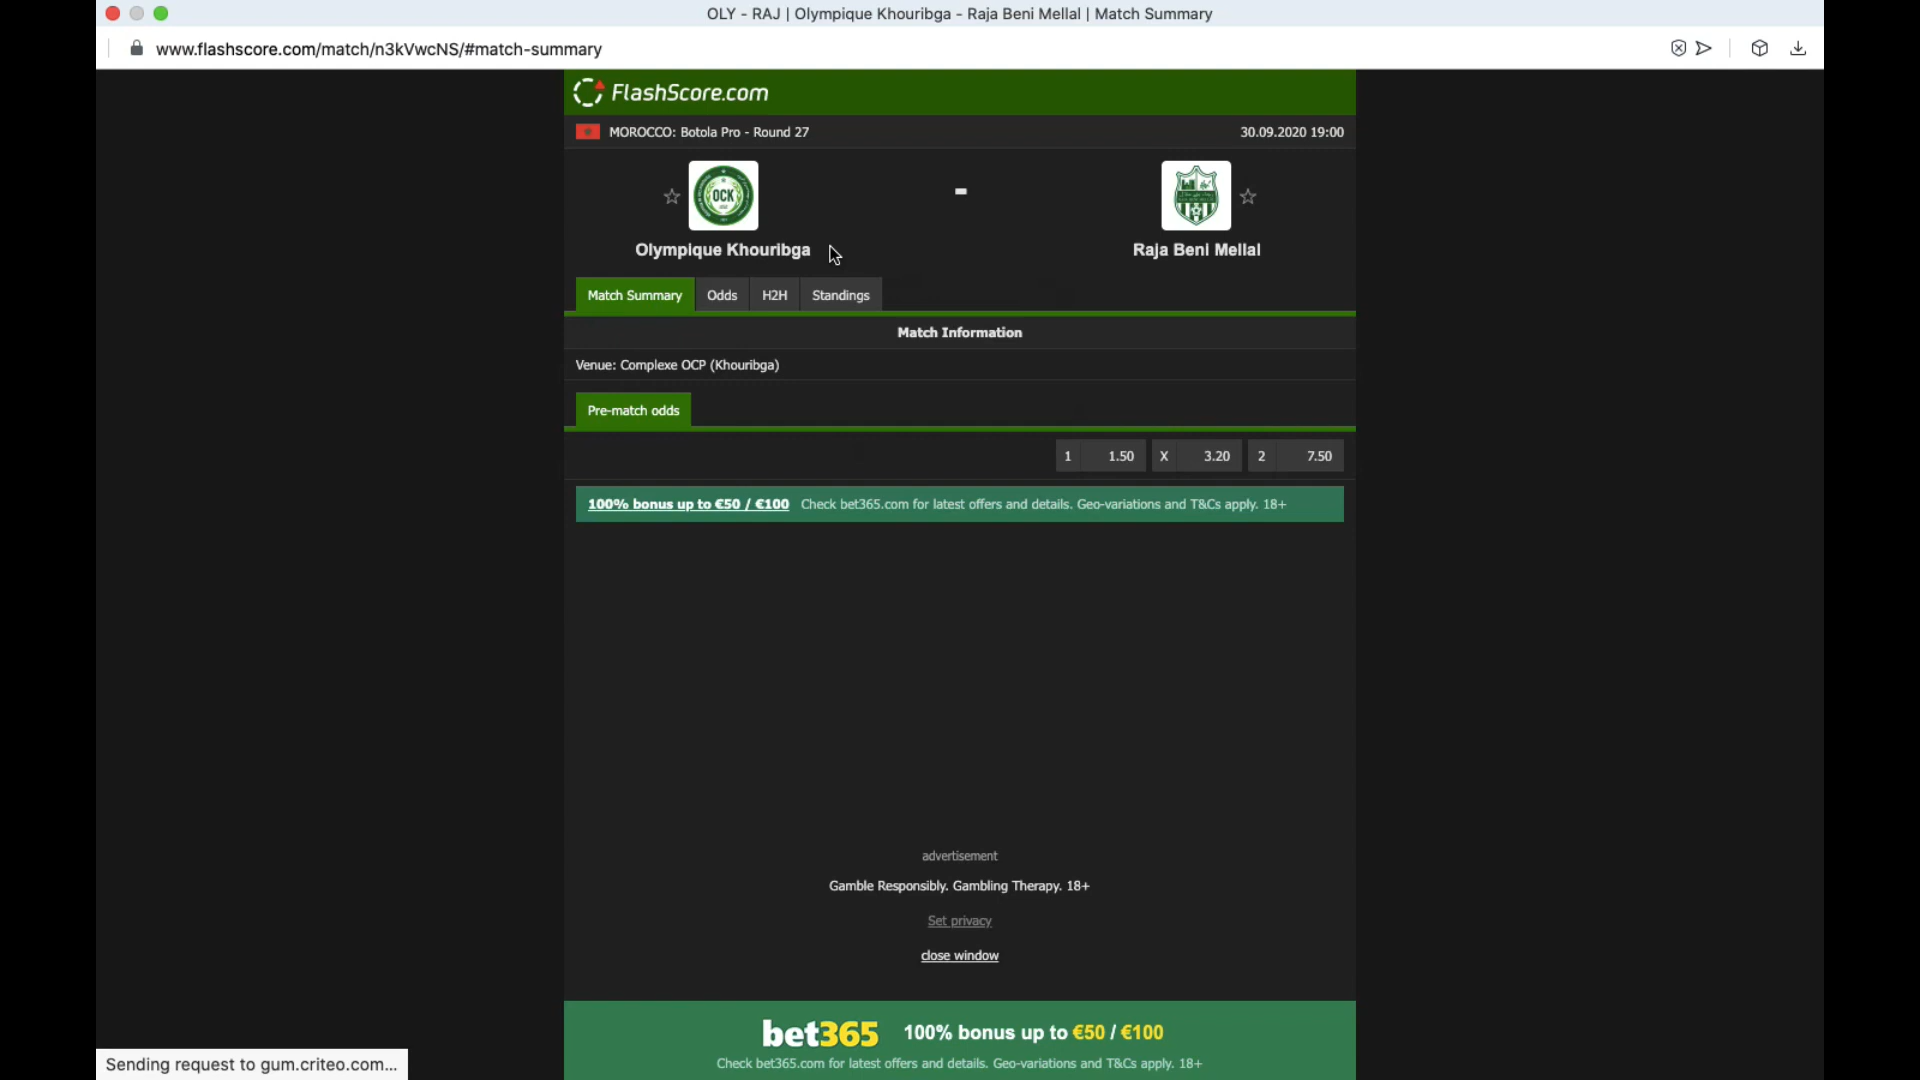 OLY - RAJ | Olympique Khouribga - Raja Beni Mellal | Match Summary
www.flashscore.com/match/n3kVwcNS/#match-summary
FlashScore.com
MOROCCO: Botola Pro - Round 27 30.09.2020 19:00
OCK
-
Olympique Khouribga Raja Beni Mellal
Match Summary Odds H2H Standings
Match Information
Venue: Complexe OCP (Khouribga)
Pre-match odds
1 1.50 X 3.20 2 7.50
100% bonus up to €50 / €100 Check bet365.com for latest offers and details. Geo-variations and T&Cs apply. 18+
advertisement
Gamble Responsibly. Gambling Therapy. 18+
Set privacy
close window
bet365 100% bonus up to €50 / €100
Check bet365.com for latest offers and details. Geo-variations and T&Cs apply. 18+
Sending request to gum.criteo.com...